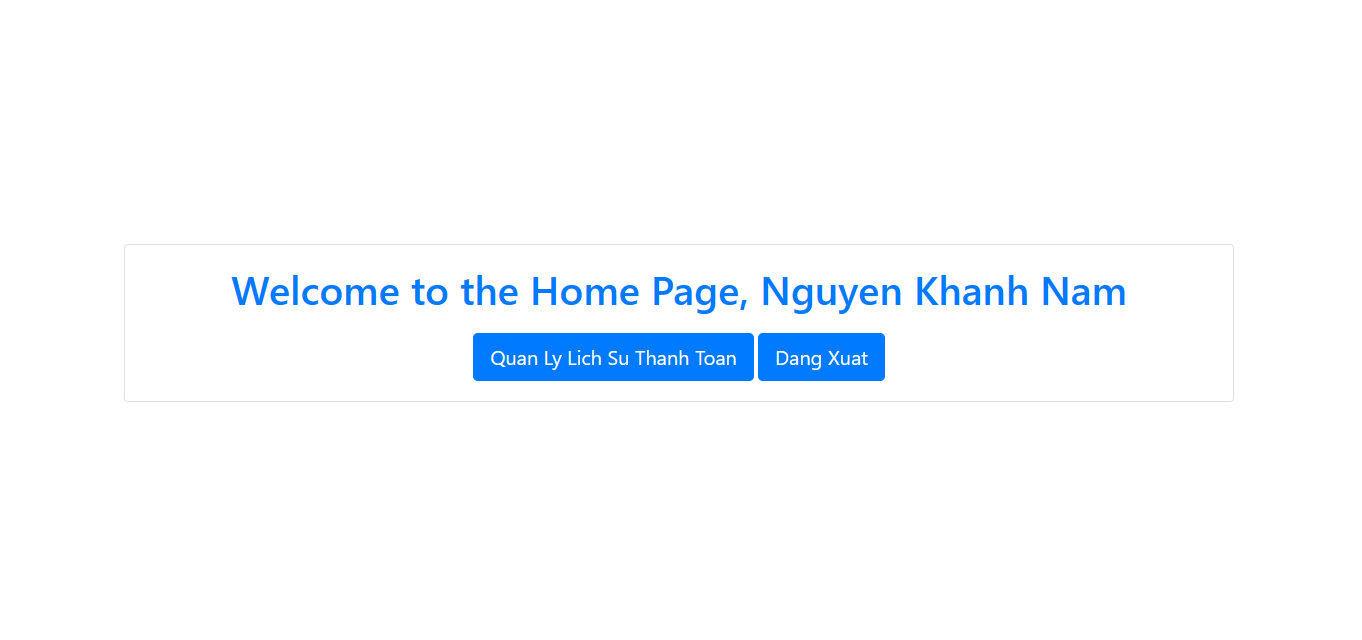 Welcome to the Home Page, Nguyen Khanh Nam
Quan Ly Lich Su Thanh Toan Dang Xuat